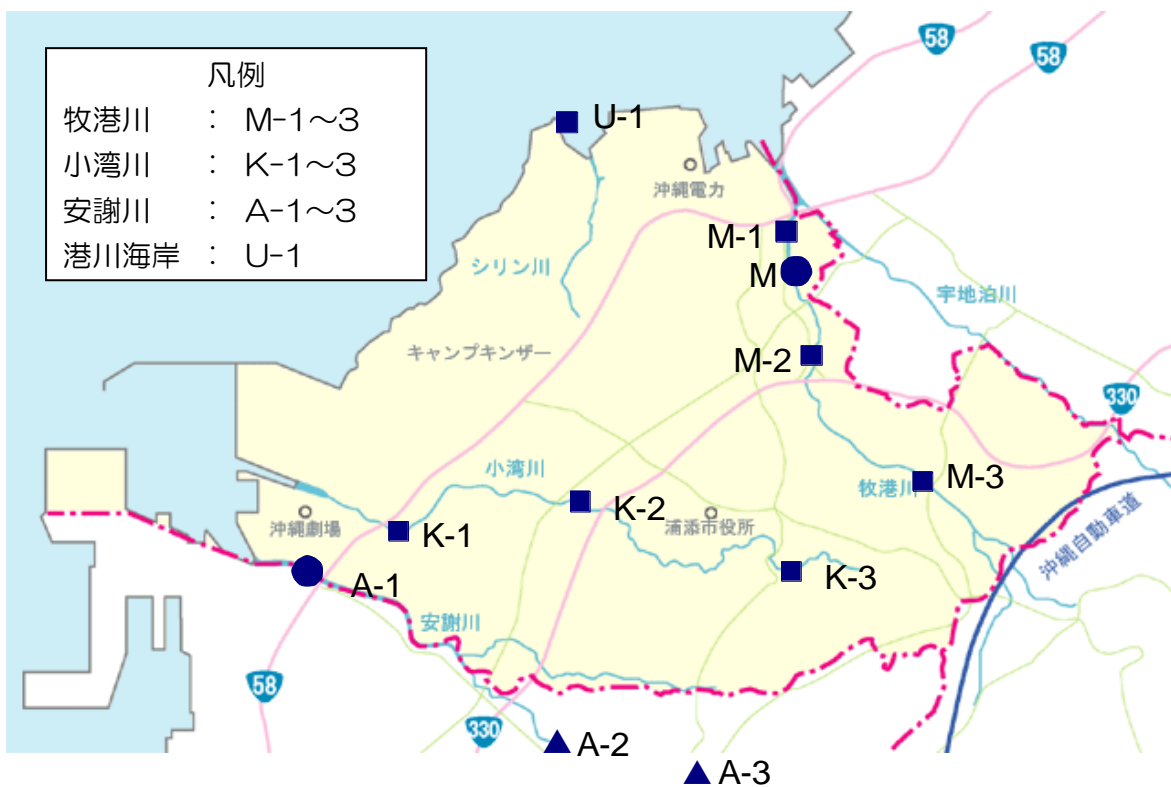 凡例
牧港川 : M-1～3
小湾川 : K-1～3
安謝川 : A-1～3
港川海岸 : U-1
58
58
U-1
沖縄電力
M-1
シリン川
M
宇地泊川
キャンプキンザー
M-2
330
小湾川
M-3
牧港川
K-2
沖縄劇場
浦添市役所
K-1
沖縄自動車道
K-3
A-1
安謝川
58
330
A-2
A-3